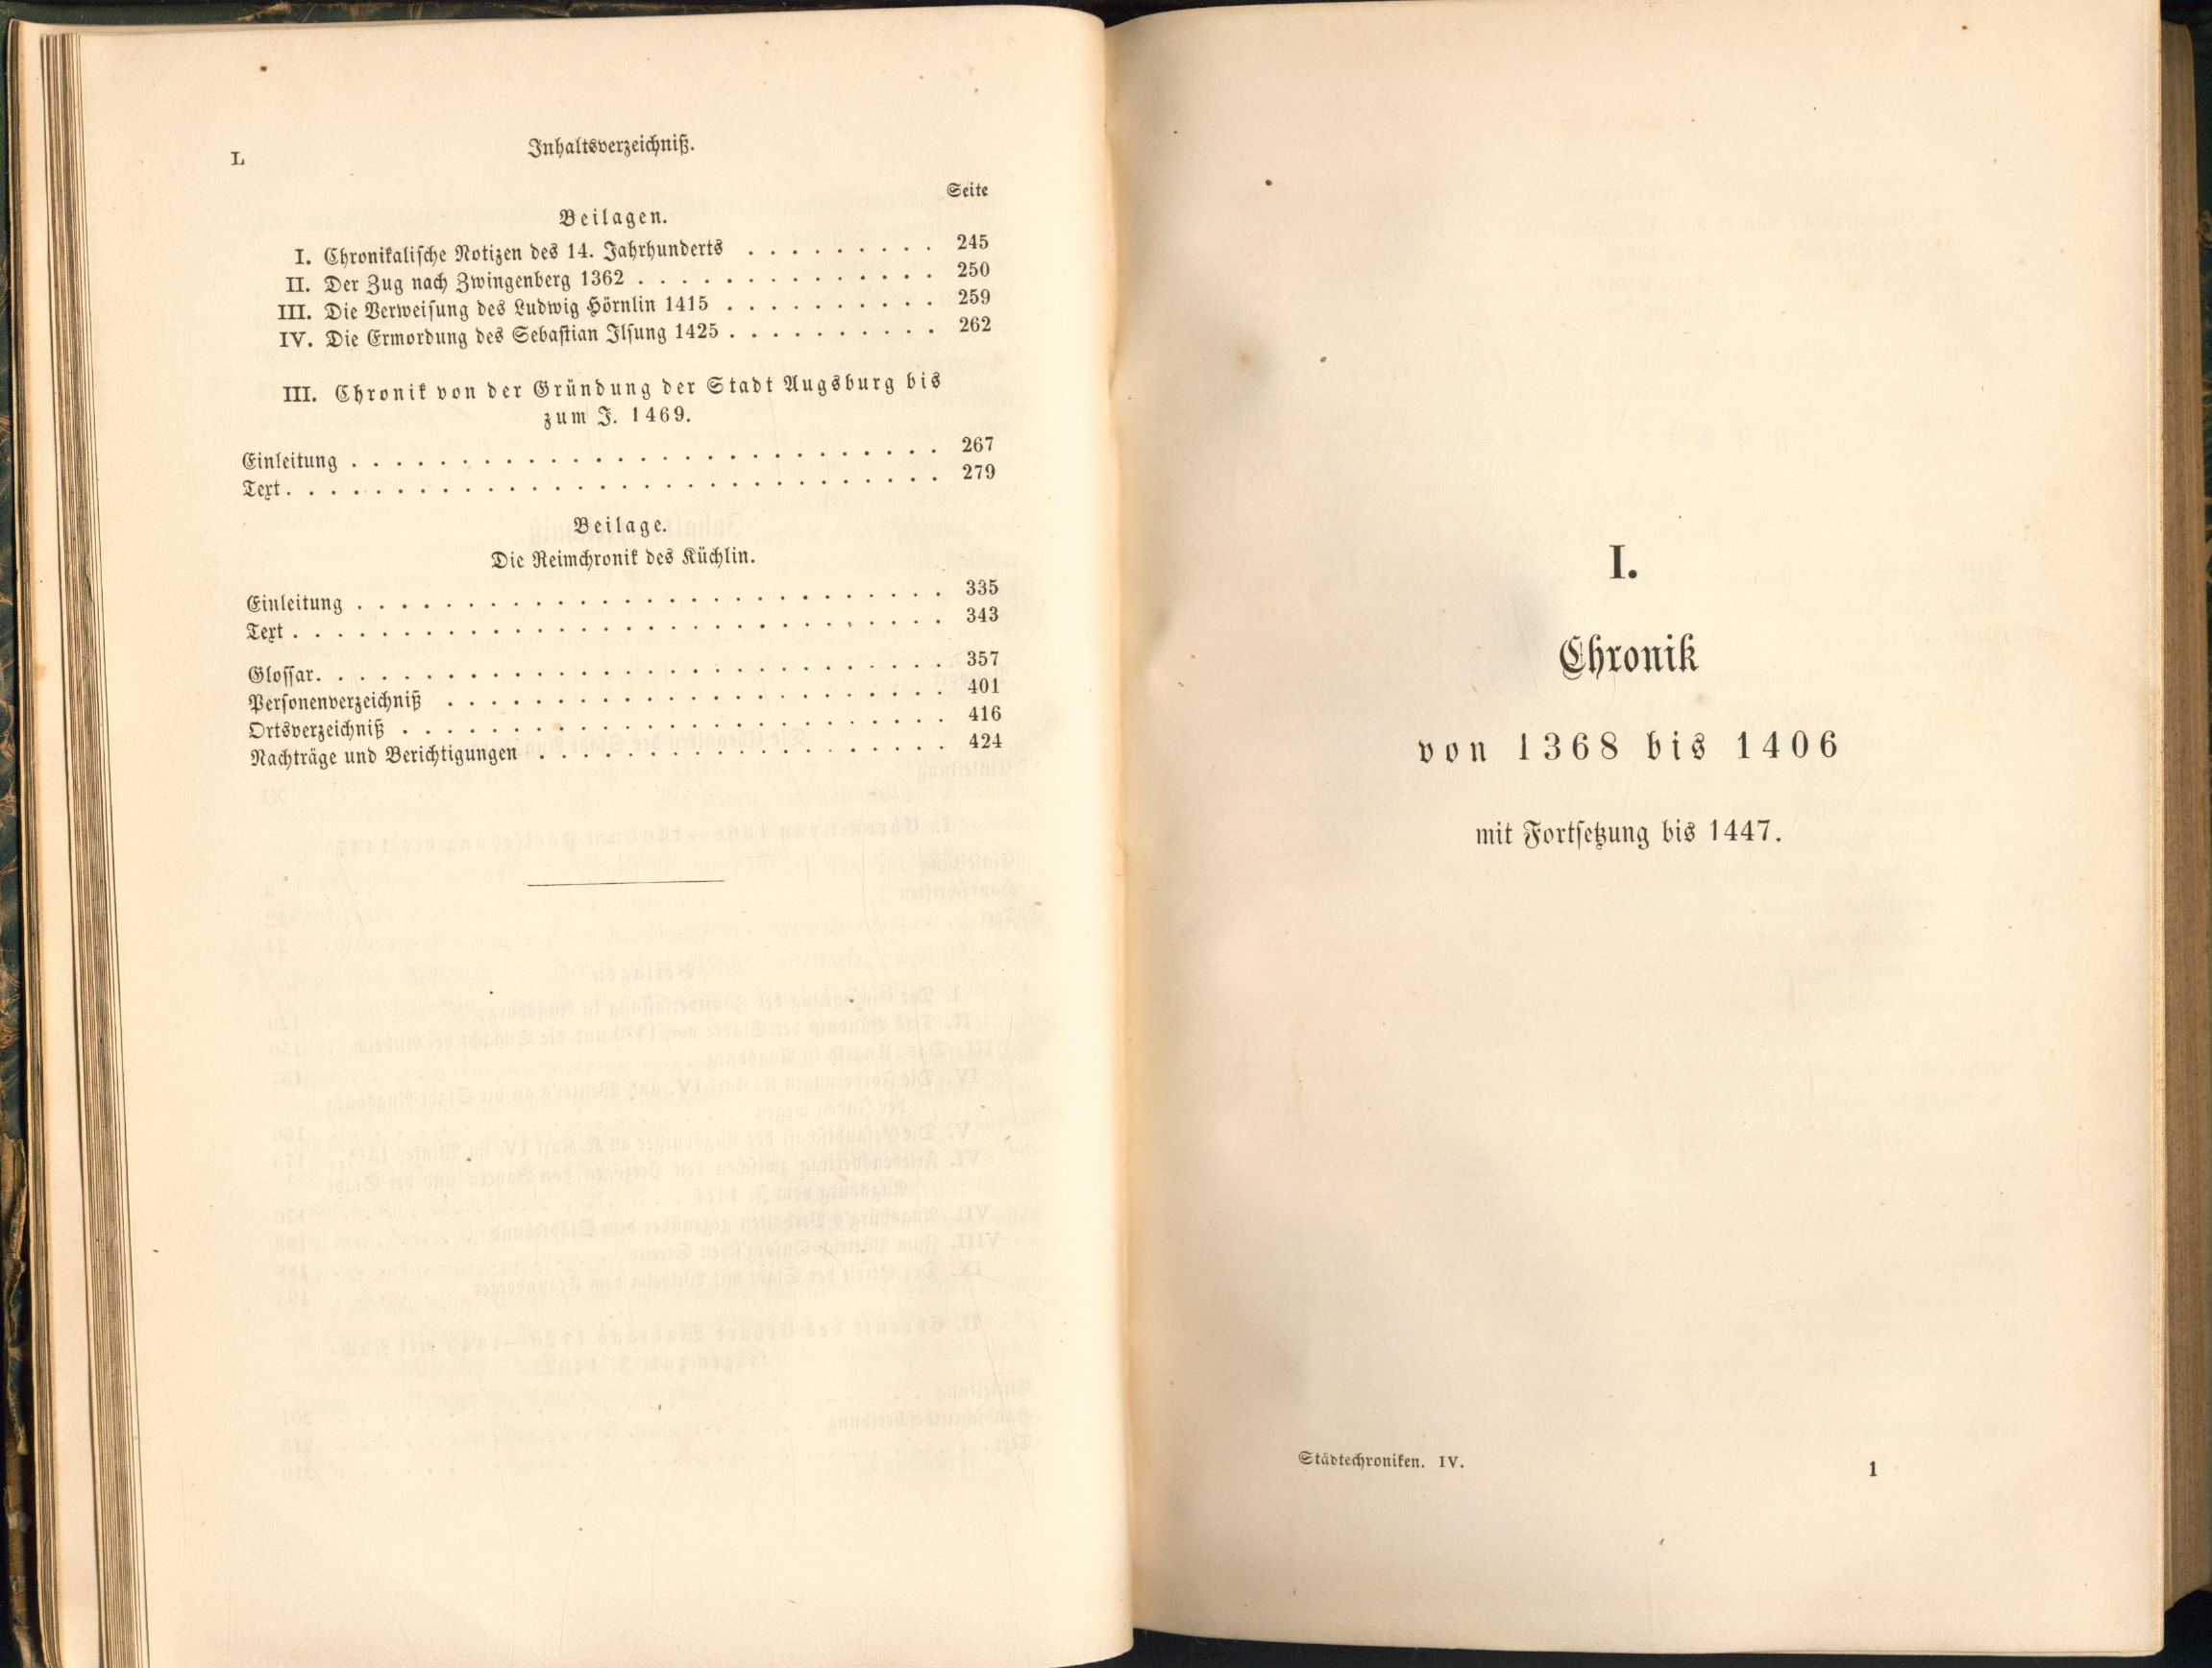 L
Inhaltsverzeichniß.
Seite
Beilagen.
I. Chronikalische Notizen des 14. Jahrhunderts . . . . . . . . . . 245
II. Der Zug nach Zwingenberg 1362 . . . . . . . . . . . . . . . 250
III. Die Verweisung des Ludwig Hörnlin 1415 . . . . . . . . . . 259
IV. Die Ermordung des Sebastian Ilsung 1425 . . . . . . . . . . 262
III. Chronik von der Gründung der Stadt Augsburg bis
zum J. 1469.
Einleitung . . . . . . . . . . . . . . . . . . . . . . . . . . . 267
Text . . . . . . . . . . . . . . . . . . . . . . . . . . . . . . 279
Beilage.
Die Reimchronik des Küchlin.
Einleitung . . . . . . . . . . . . . . . . . . . . . . . . . . . 335
Text . . . . . . . . . . . . . . . . . . . . . . . . . . . . . . 343
Glossar . . . . . . . . . . . . . . . . . . . . . . . . . . . . 357
Personenverzeichniß . . . . . . . . . . . . . . . . . . . . . . 401
Ortsverzeichniß . . . . . . . . . . . . . . . . . . . . . . . . 416
Nachträge und Berichtigungen . . . . . . . . . . . . . . . . . . 424
I.
Chronik
von 1368 bis 1406
mit Fortsetzung bis 1447.
Städtechroniken. IV.
1